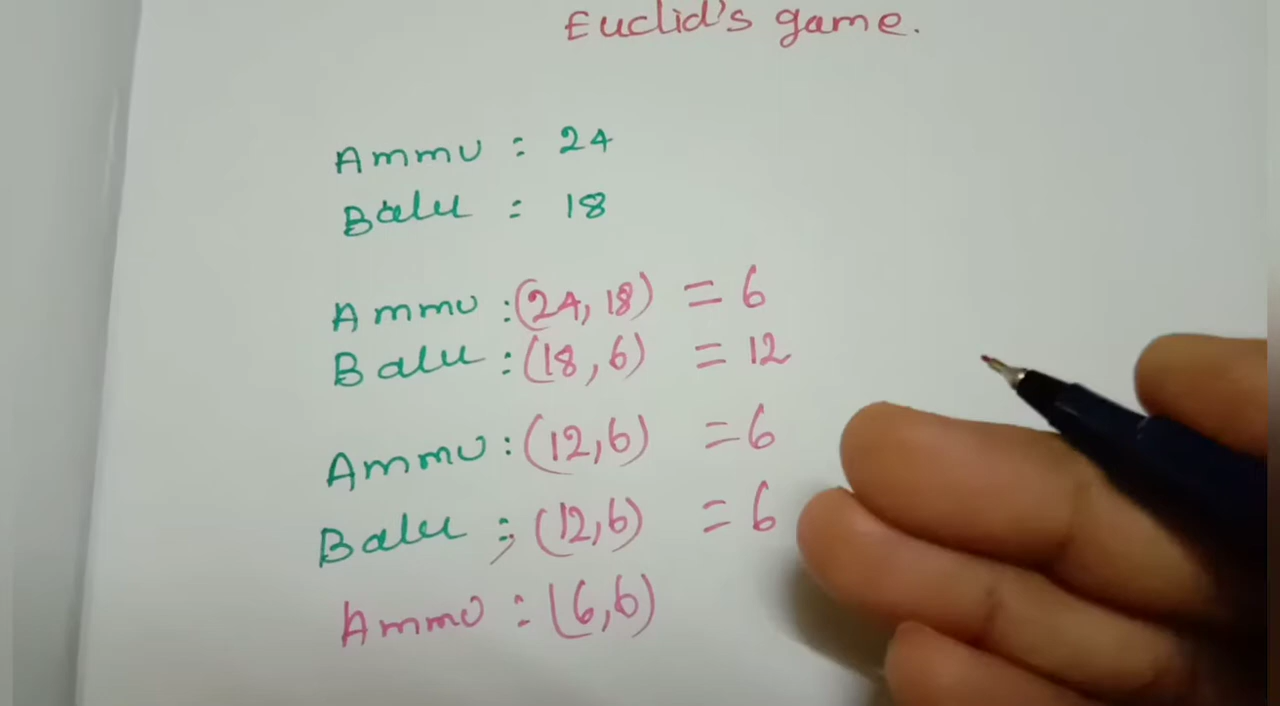 Euclid's game.
Ammu : 24
Balu : 18
Ammu : (24, 18) = 6
Balu : (18, 6) = 12
Ammu : (12, 6) = 6
Balu : (12, 6) = 6
Ammu : (6, 6)